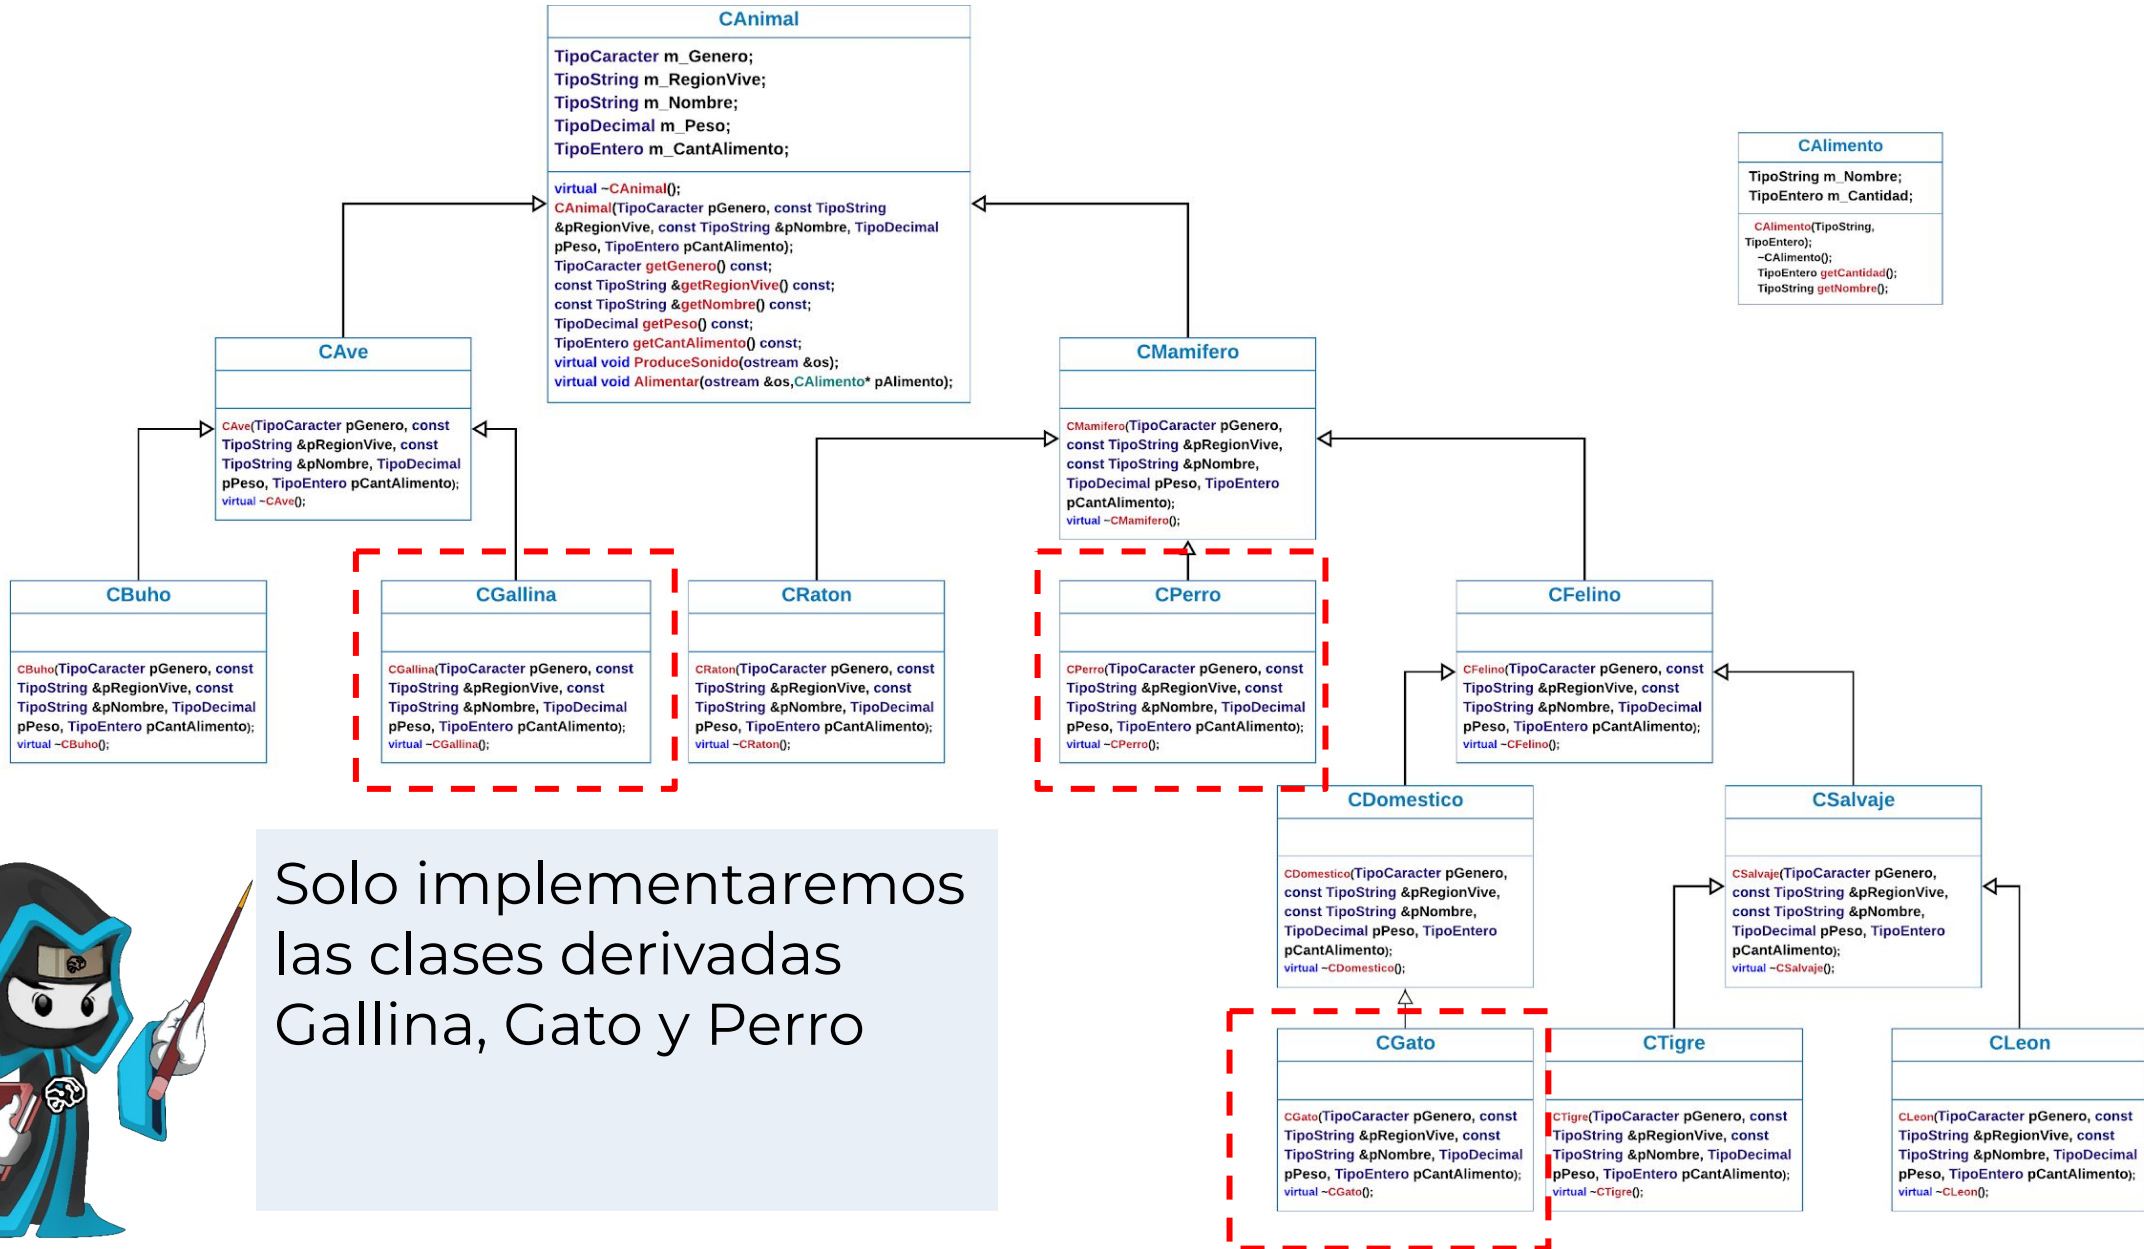 CAnimal
TipoCaracter m_Genero;
TipoString m_RegionVive;
TipoString m_Nombre;
TipoDecimal m_Peso;
TipoEntero m_CantAlimento;
virtual ~CAnimal();
CAnimal(TipoCaracter pGenero, const TipoString
&pRegionVive, const TipoString &pNombre, TipoDecimal
pPeso, TipoEntero pCantAlimento);
TipoCaracter getGenero() const;
const TipoString &getRegionVive() const;
const TipoString &getNombre() const;
TipoDecimal getPeso() const;
TipoEntero getCantAlimento() const;
virtual void ProduceSonido(ostream &os);
virtual void Alimentar(ostream &os,CAlimento* pAlimento);
CAlimento
TipoString m_Nombre;
TipoEntero m_Cantidad;
CAlimento(TipoString,
TipoEntero);
~CAlimento();
TipoEntero getCantidad();
TipoString getNombre();
CAve
CAve(TipoCaracter pGenero, const
TipoString &pRegionVive, const
TipoString &pNombre, TipoDecimal
pPeso, TipoEntero pCantAlimento);
virtual ~CAve();
CMamifero
CMamifero(TipoCaracter pGenero,
const TipoString &pRegionVive,
const TipoString &pNombre,
TipoDecimal pPeso, TipoEntero
pCantAlimento);
virtual ~CMamifero();
CBuho
CBuho(TipoCaracter pGenero, const
TipoString &pRegionVive, const
TipoString &pNombre, TipoDecimal
pPeso, TipoEntero pCantAlimento);
virtual ~CBuho();
CGallina
CGallina(TipoCaracter pGenero, const
TipoString &pRegionVive, const
TipoString &pNombre, TipoDecimal
pPeso, TipoEntero pCantAlimento);
virtual ~CGallina();
CRaton
CRaton(TipoCaracter pGenero, const
TipoString &pRegionVive, const
TipoString &pNombre, TipoDecimal
pPeso, TipoEntero pCantAlimento);
virtual ~CRaton();
CPerro
CPerro(TipoCaracter pGenero, const
TipoString &pRegionVive, const
TipoString &pNombre, TipoDecimal
pPeso, TipoEntero pCantAlimento);
virtual ~CPerro();
CFelino
CFelino(TipoCaracter pGenero, const
TipoString &pRegionVive, const
TipoString &pNombre, TipoDecimal
pPeso, TipoEntero pCantAlimento);
virtual ~CFelino();
CDomestico
CDomestico(TipoCaracter pGenero,
const TipoString &pRegionVive,
const TipoString &pNombre,
TipoDecimal pPeso, TipoEntero
pCantAlimento);
virtual ~CDomestico();
CSalvaje
CSalvaje(TipoCaracter pGenero,
const TipoString &pRegionVive,
const TipoString &pNombre,
TipoDecimal pPeso, TipoEntero
pCantAlimento);
virtual ~CSalvaje();
Solo implementaremos
las clases derivadas
Gallina, Gato y Perro
CGato
CGato(TipoCaracter pGenero, const
TipoString &pRegionVive, const
TipoString &pNombre, TipoDecimal
pPeso, TipoEntero pCantAlimento);
virtual ~CGato();
CTigre
CTigre(TipoCaracter pGenero, const
TipoString &pRegionVive, const
TipoString &pNombre, TipoDecimal
pPeso, TipoEntero pCantAlimento);
virtual ~CTigre();
CLeon
CLeon(TipoCaracter pGenero, const
TipoString &pRegionVive, const
TipoString &pNombre, TipoDecimal
pPeso, TipoEntero pCantAlimento);
virtual ~CLeon();